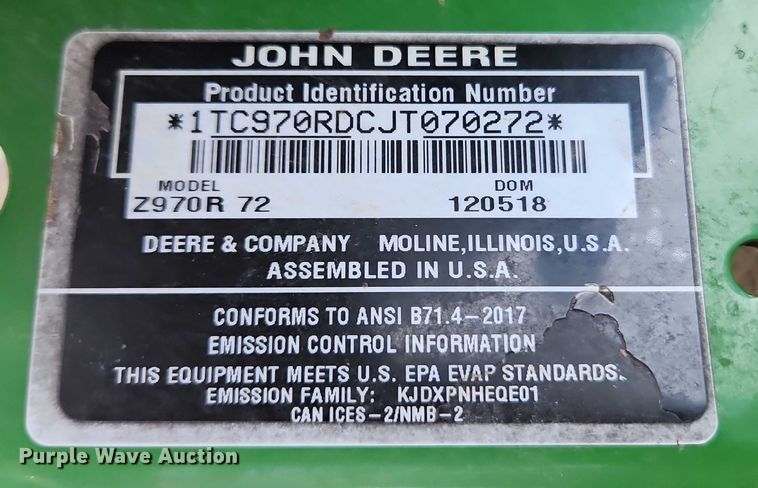 JOHN DEERE
Product Identification Number
*1TC970RDCJT070272*
MODEL DOM
Z970R 72 120518
DEERE & COMPANY MOLINE,ILLINOIS,U.S.A.
ASSEMBLED IN U.S.A.
CONFORMS TO ANSI B71.4-2017
EMISSION CONTROL INFORMATION
THIS EQUIPMENT MEETS U.S. EPA EVAP STANDARDS.
EMISSION FAMILY: KJDXPNHEQE01
CAN ICES-2/NMB-2
Purple Wave Auction